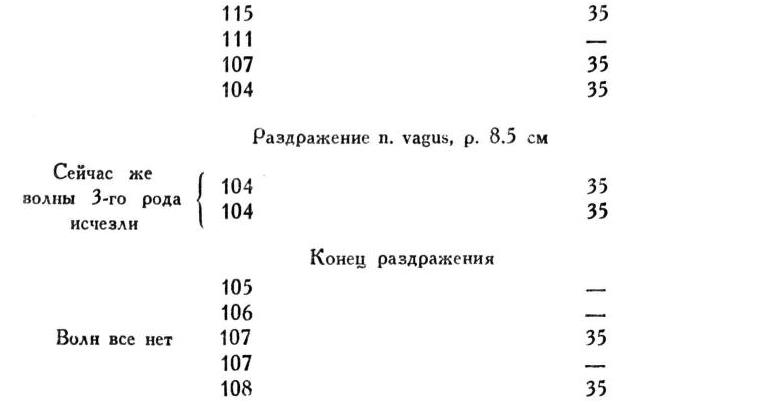 115 35
111 —
107 35
104 35
Раздражение n. vagus, р. 8.5 см
Сейчас же
волны 3-го рода
исчезли
104 35
104 35
Конец раздражения
105 —
106 —
Волн все нет 107 35
107 —
108 35